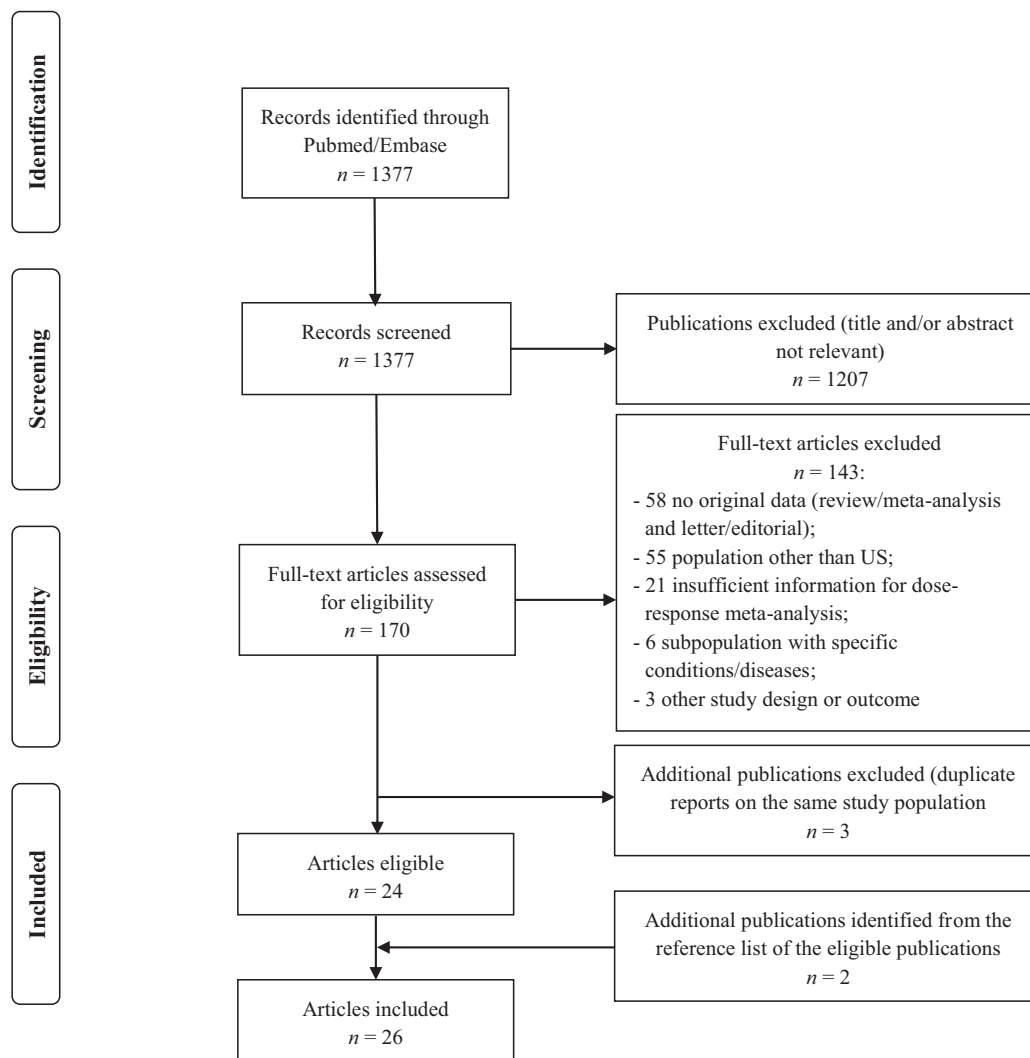 Identification
Records identified through
Pubmed/Embase
n = 1377
Screening
Records screened
n = 1377
Publications excluded (title and/or abstract
not relevant)
n = 1207
Full-text articles excluded
n = 143:
- 58 no original data (review/meta-analysis
and letter/editorial);
- 55 population other than US;
- 21 insufficient information for dose-
response meta-analysis;
- 6 subpopulation with specific
conditions/diseases;
- 3 other study design or outcome
Eligibility
Full-text articles assessed
for eligibility
n = 170
Additional publications excluded (duplicate
reports on the same study population
n = 3
Included
Articles eligible
n = 24
Additional publications identified from the
reference list of the eligible publications
n = 2
Articles included
n = 26